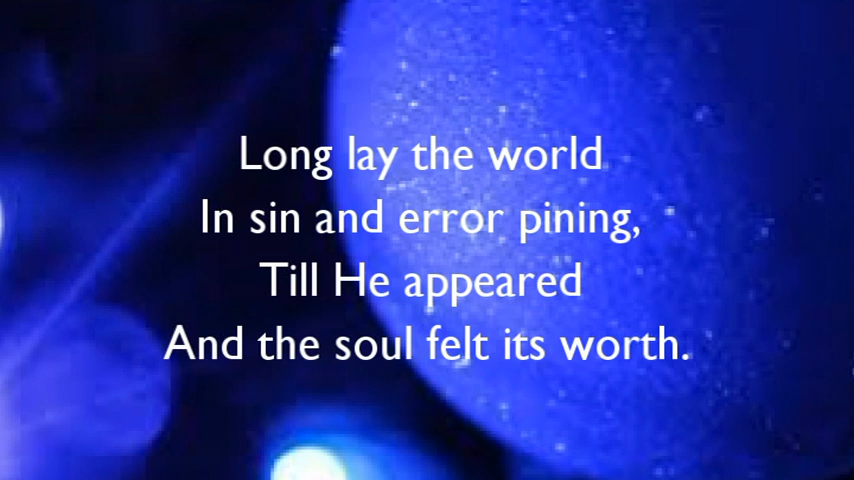 Long lay the world
In sin and error pining,
Till He appeared
And the soul felt its worth.